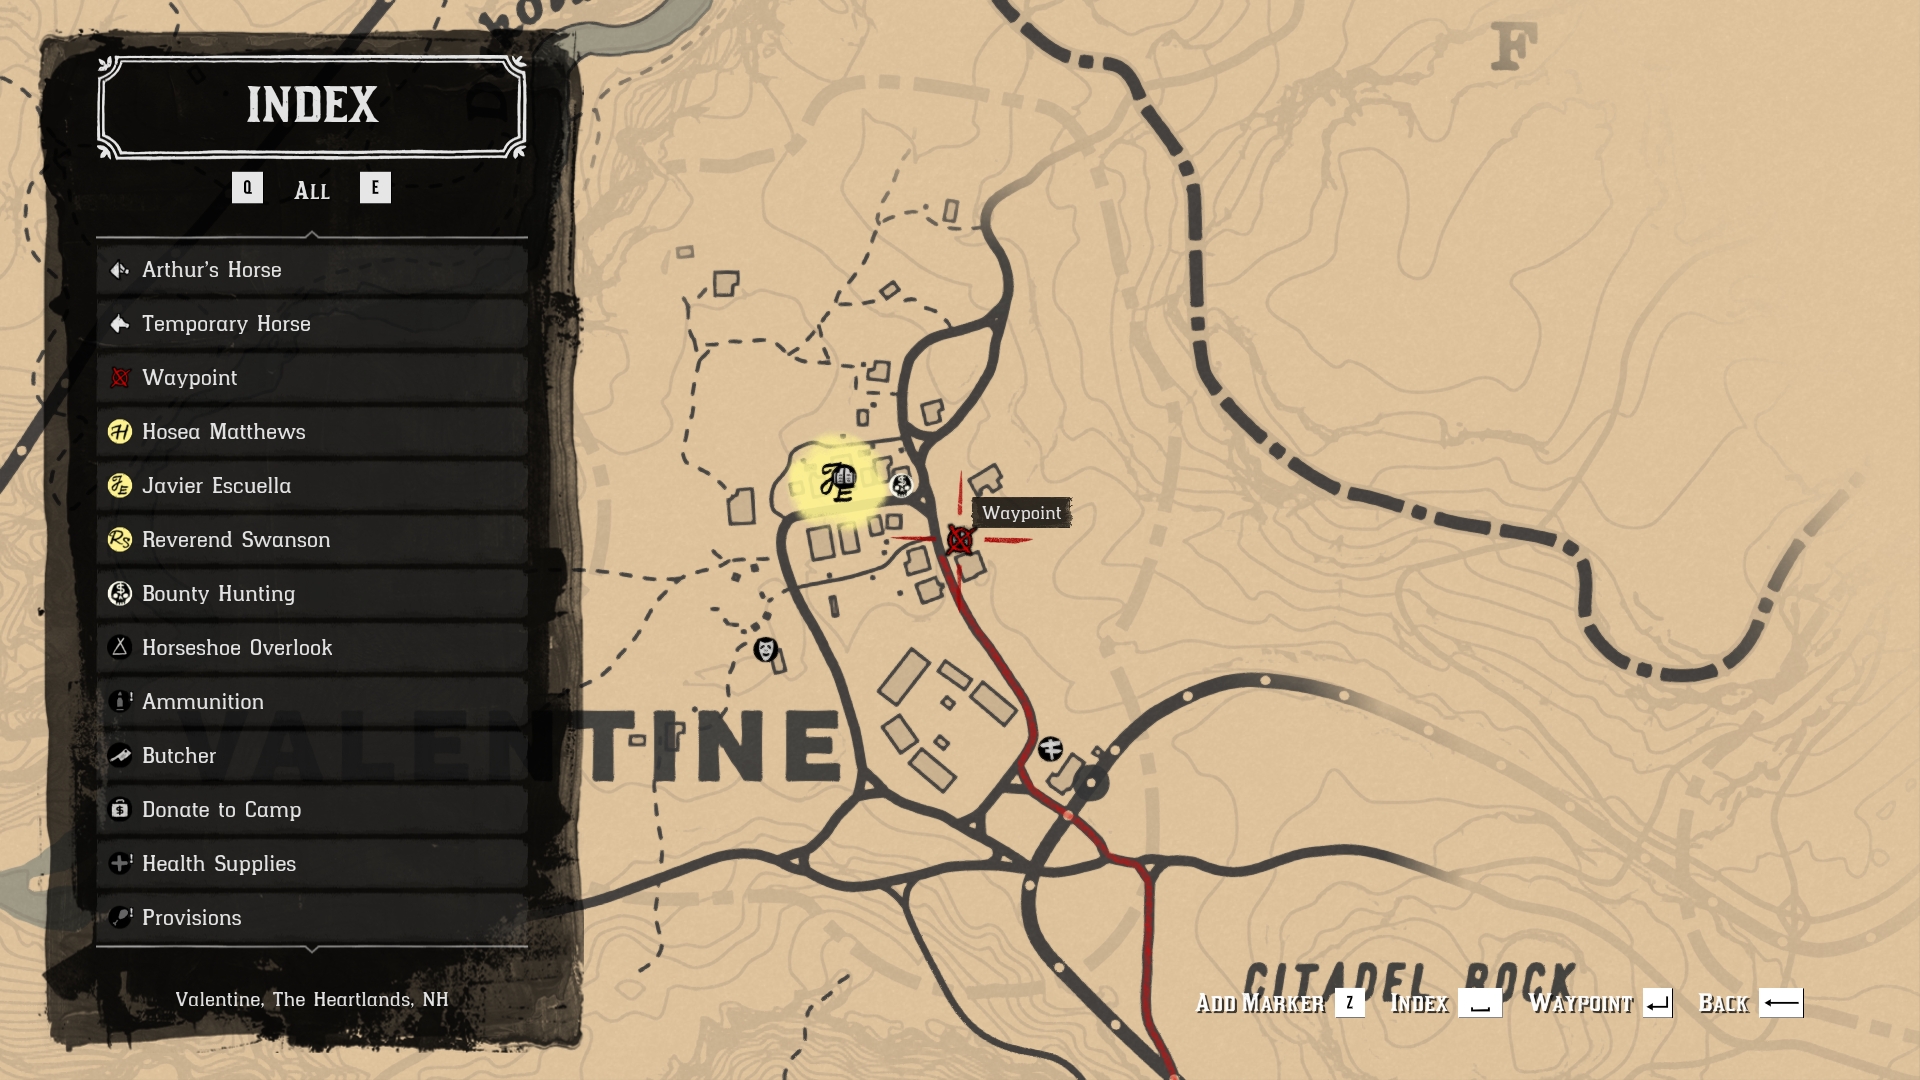 INDEX
Q ALL E
Arthur's Horse
Temporary Horse
Waypoint
Hosea Matthews
Javier Escuella
Reverend Swanson
Bounty Hunting
Horseshoe Overlook
Ammunition
Butcher
Donate to Camp
Health Supplies
Provisions
Valentine, The Heartlands, NH
F
Waypoint
VALENTINE
CITADEL ROCK
ADD MARKER Z INDEX WAYPOINT BACK